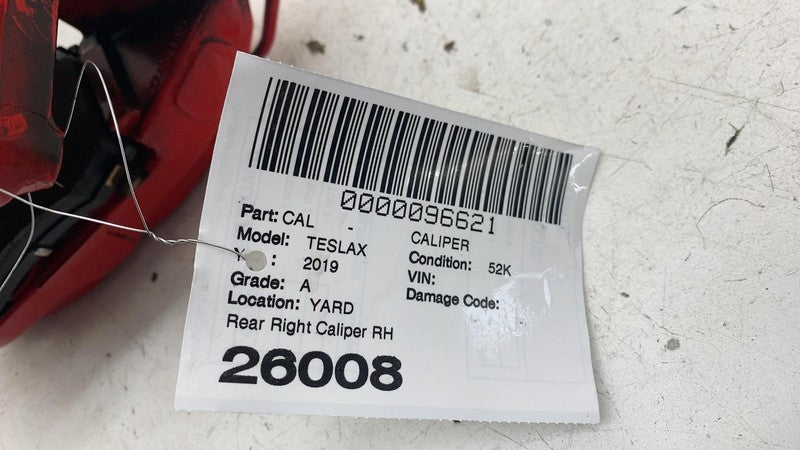 0000096621
Part: CAL - CALIPER
Model: TESLAX Condition: 52K
: 2019 VIN:
Grade: A Damage Code:
Location: YARD
Rear Right Caliper RH
26008